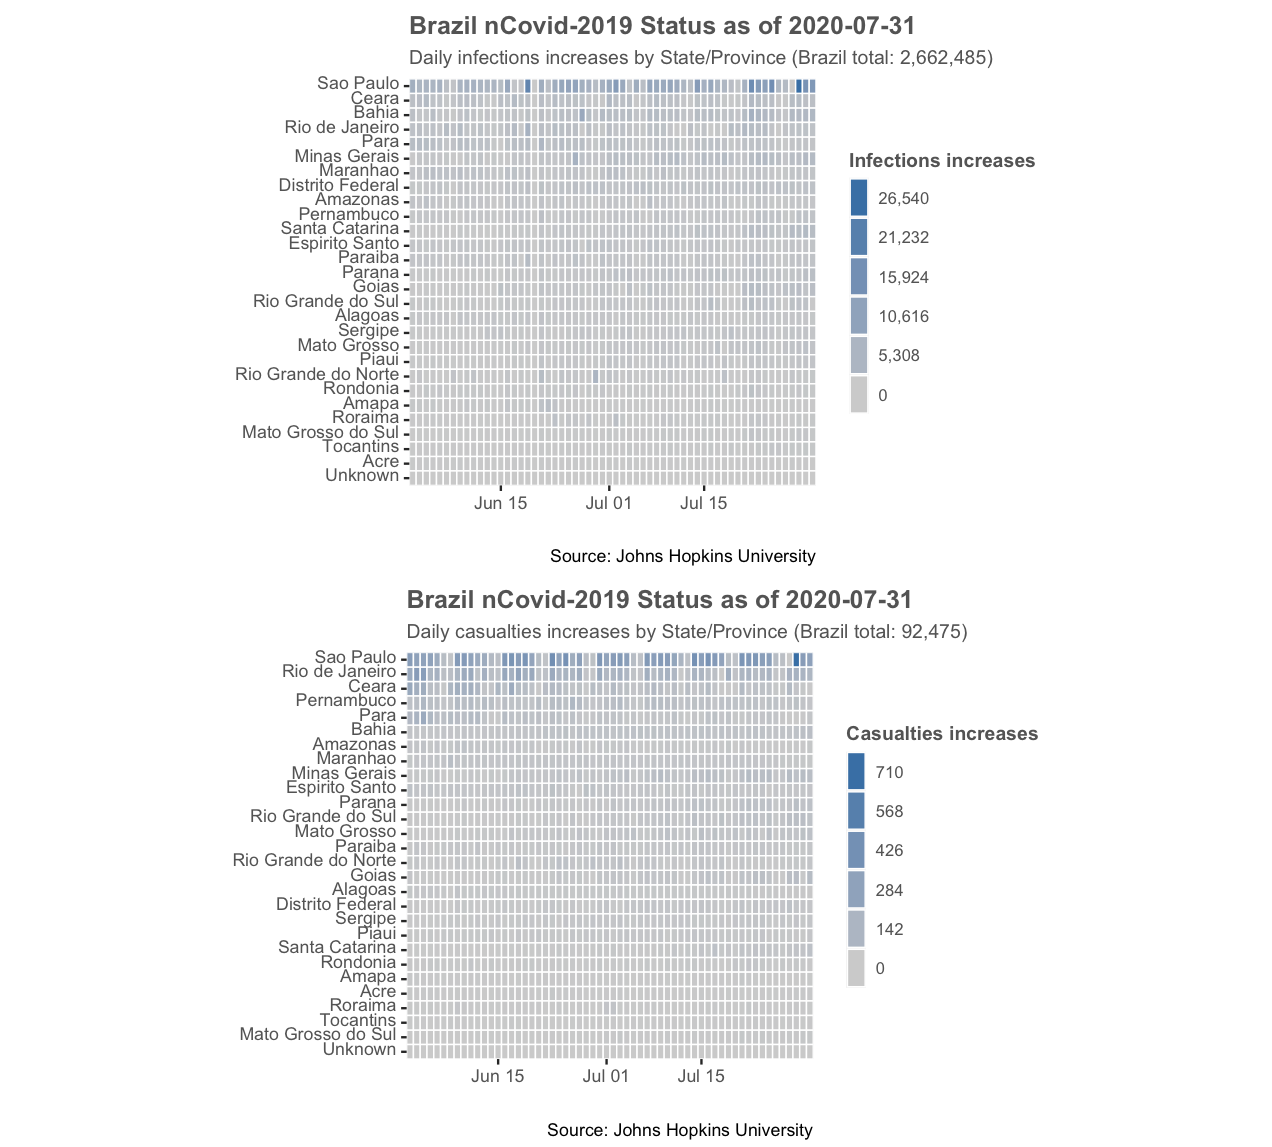 Brazil nCovid-2019 Status as of 2020-07-31
Daily infections increases by State/Province (Brazil total: 2,662,485)
Sao Paulo
Ceara
Bahia
Rio de Janeiro
Para
Minas Gerais
Maranhao
Distrito Federal
Amazonas
Pernambuco
Santa Catarina
Espirito Santo
Paraiba
Parana
Goias
Rio Grande do Sul
Alagoas
Sergipe
Mato Grosso
Piaui
Rio Grande do Norte
Rondonia
Amapa
Roraima
Mato Grosso do Sul
Tocantins
Acre
Unknown
Jun 15
Jul 01
Jul 15
Infections increases
26,540
21,232
15,924
10,616
5,308
0
Source: Johns Hopkins University
Brazil nCovid-2019 Status as of 2020-07-31
Daily casualties increases by State/Province (Brazil total: 92,475)
Sao Paulo
Rio de Janeiro
Ceara
Pernambuco
Para
Bahia
Amazonas
Maranhao
Minas Gerais
Espirito Santo
Parana
Rio Grande do Sul
Mato Grosso
Paraiba
Rio Grande do Norte
Goias
Alagoas
Distrito Federal
Sergipe
Piaui
Santa Catarina
Rondonia
Amapa
Acre
Roraima
Tocantins
Mato Grosso do Sul
Unknown
Jun 15
Jul 01
Jul 15
Casualties increases
710
568
426
284
142
0
Source: Johns Hopkins University